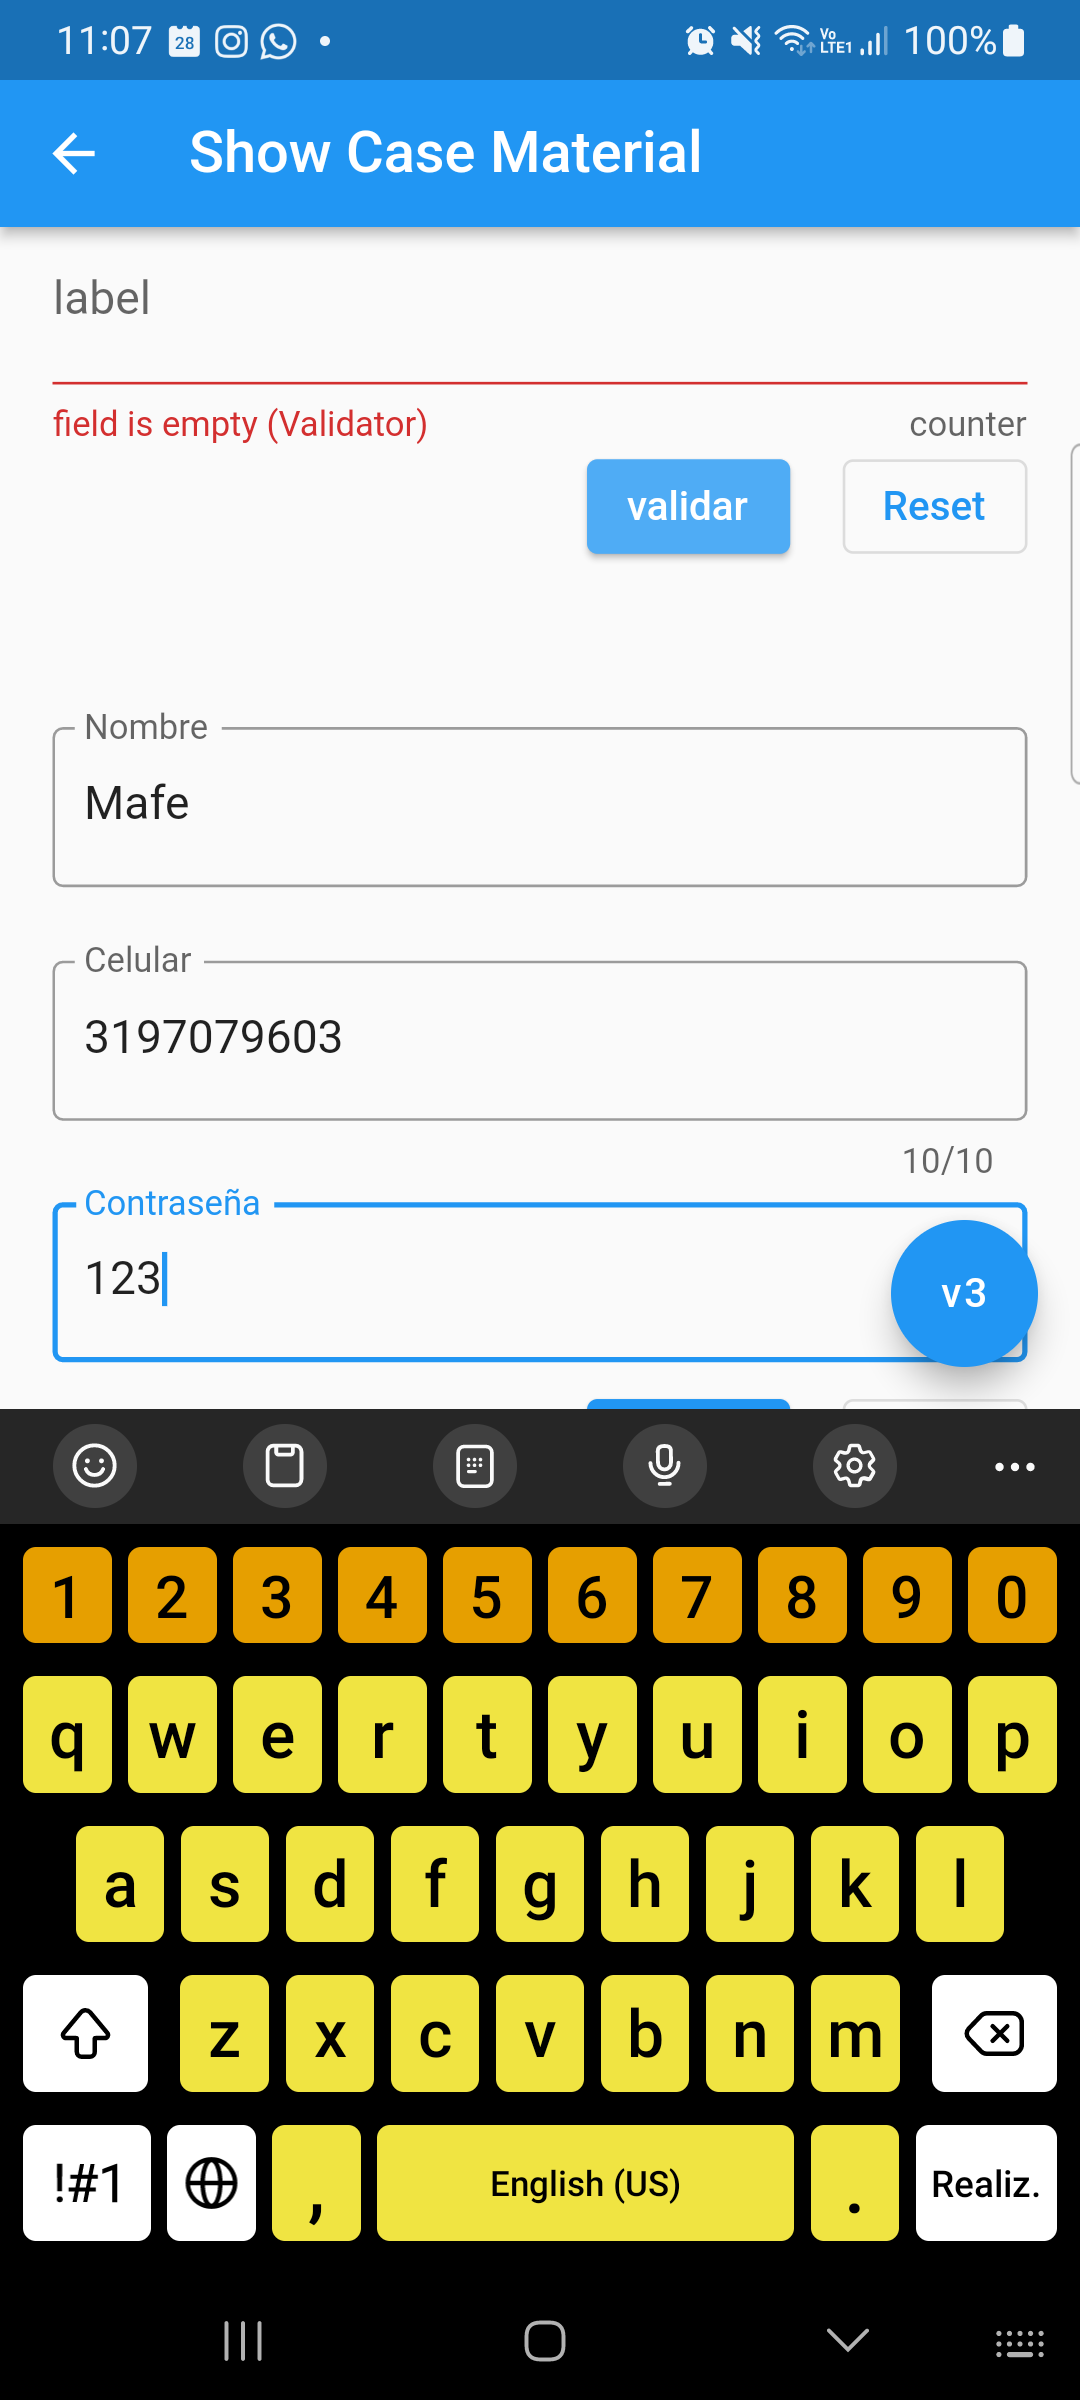 11:07 28 Vo LTE1 100%
Show Case Material
label
field is empty (Validator) counter
validar Reset
Nombre
Mafe
Celular
3197079603
10/10
Contraseña
123
v3
1 2 3 4 5 6 7 8 9 0
q w e r t y u i o p
a s d f g h j k l
z x c v b n m
!#1 , English (US) . Realiz.